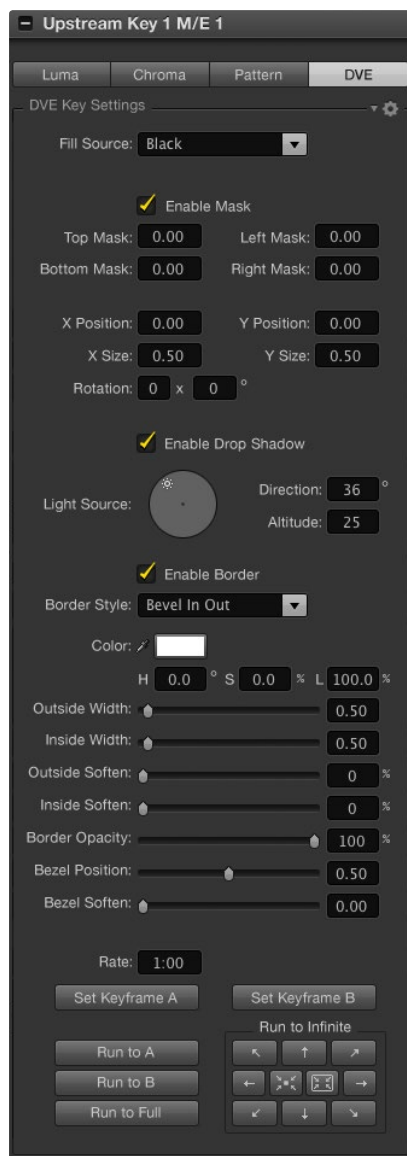 Upstream Key 1 M/E 1
Luma Chroma Pattern DVE
DVE Key Settings
Fill Source: Black
Enable Mask
Top Mask: 0.00 Left Mask: 0.00
Bottom Mask: 0.00 Right Mask: 0.00
X Position: 0.00 Y Position: 0.00
X Size: 0.50 Y Size: 0.50
Rotation: 0 x 0 °
Enable Drop Shadow
Light Source: Direction: 36 °
Altitude: 25
Enable Border
Border Style: Bevel In Out
Color:
H 0.0 ° S 0.0 % L 100.0 %
Outside Width: 0.50
Inside Width: 0.50
Outside Soften: 0 %
Inside Soften: 0 %
Border Opacity: 100 %
Bezel Position: 0.50
Bezel Soften: 0.00
Rate: 1:00
Set Keyframe A Set Keyframe B
Run to Infinite
Run to A
Run to B
Run to Full